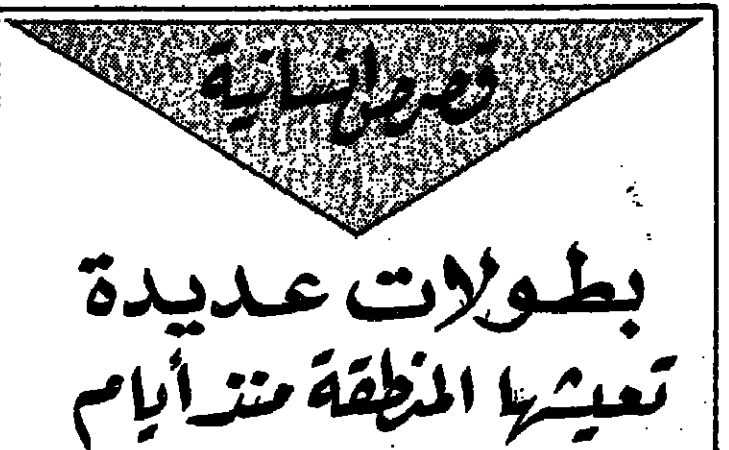 قصص إنسانية
بطولات عديدة
تعيشها المنطقة منذ أيام